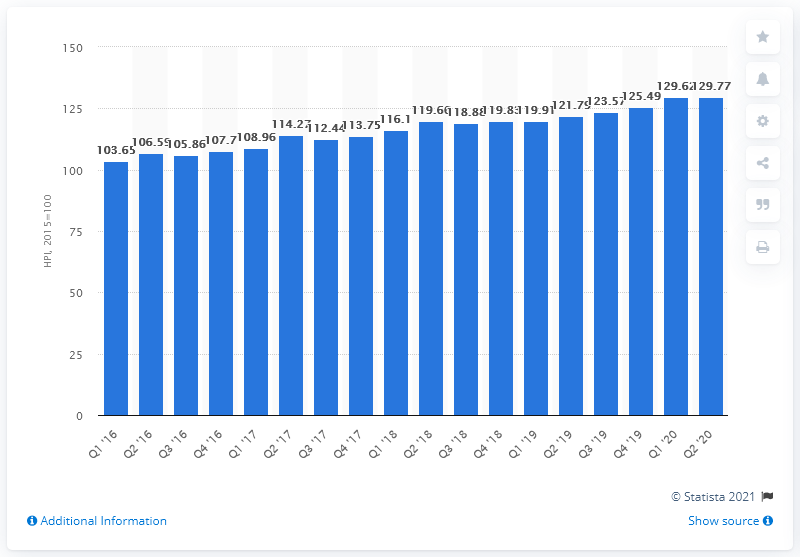 150
125
100
75
50
25
0
HPI, 2015=100
103.65 106.59 105.86 107.7 108.96 114.27 112.44 113.75 116.1 119.66 118.88 119.83 119.91 121.79 123.57 125.49 129.62 129.77
Q1 '16 Q2 '16 Q3 '16 Q4 '16 Q1 '17 Q2 '17 Q3 '17 Q4 '17 Q1 '18 Q2 '18 Q3 '18 Q4 '18 Q1 '19 Q2 '19 Q3 '19 Q4 '19 Q1 '20 Q2 '20
© Statista 2021
Additional Information
Show source